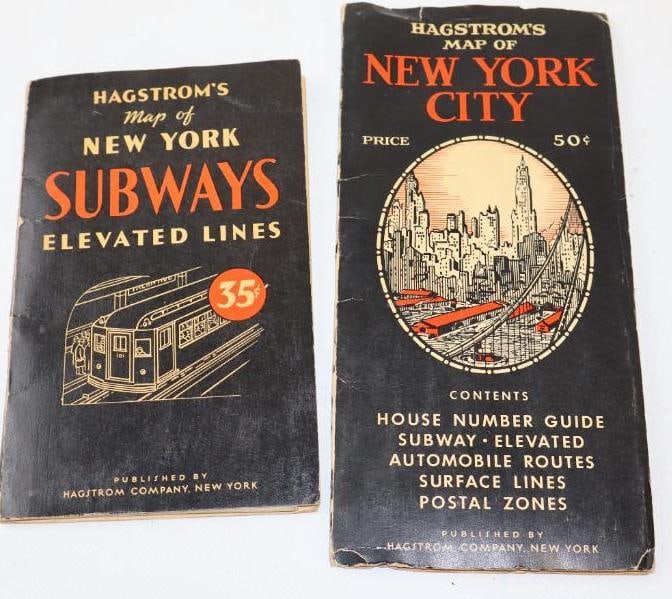 HAGSTROM'S
Map of
NEW YORK
SUBWAYS
ELEVATED LINES
35¢
101
PUBLISHED BY
HAGSTROM COMPANY, NEW YORK
HAGSTROM'S
MAP OF
NEW YORK
CITY
PRICE 50¢
CONTENTS
HOUSE NUMBER GUIDE
SUBWAY · ELEVATED
AUTOMOBILE ROUTES
SURFACE LINES
POSTAL ZONES
PUBLISHED BY
HAGSTROM COMPANY, NEW YORK